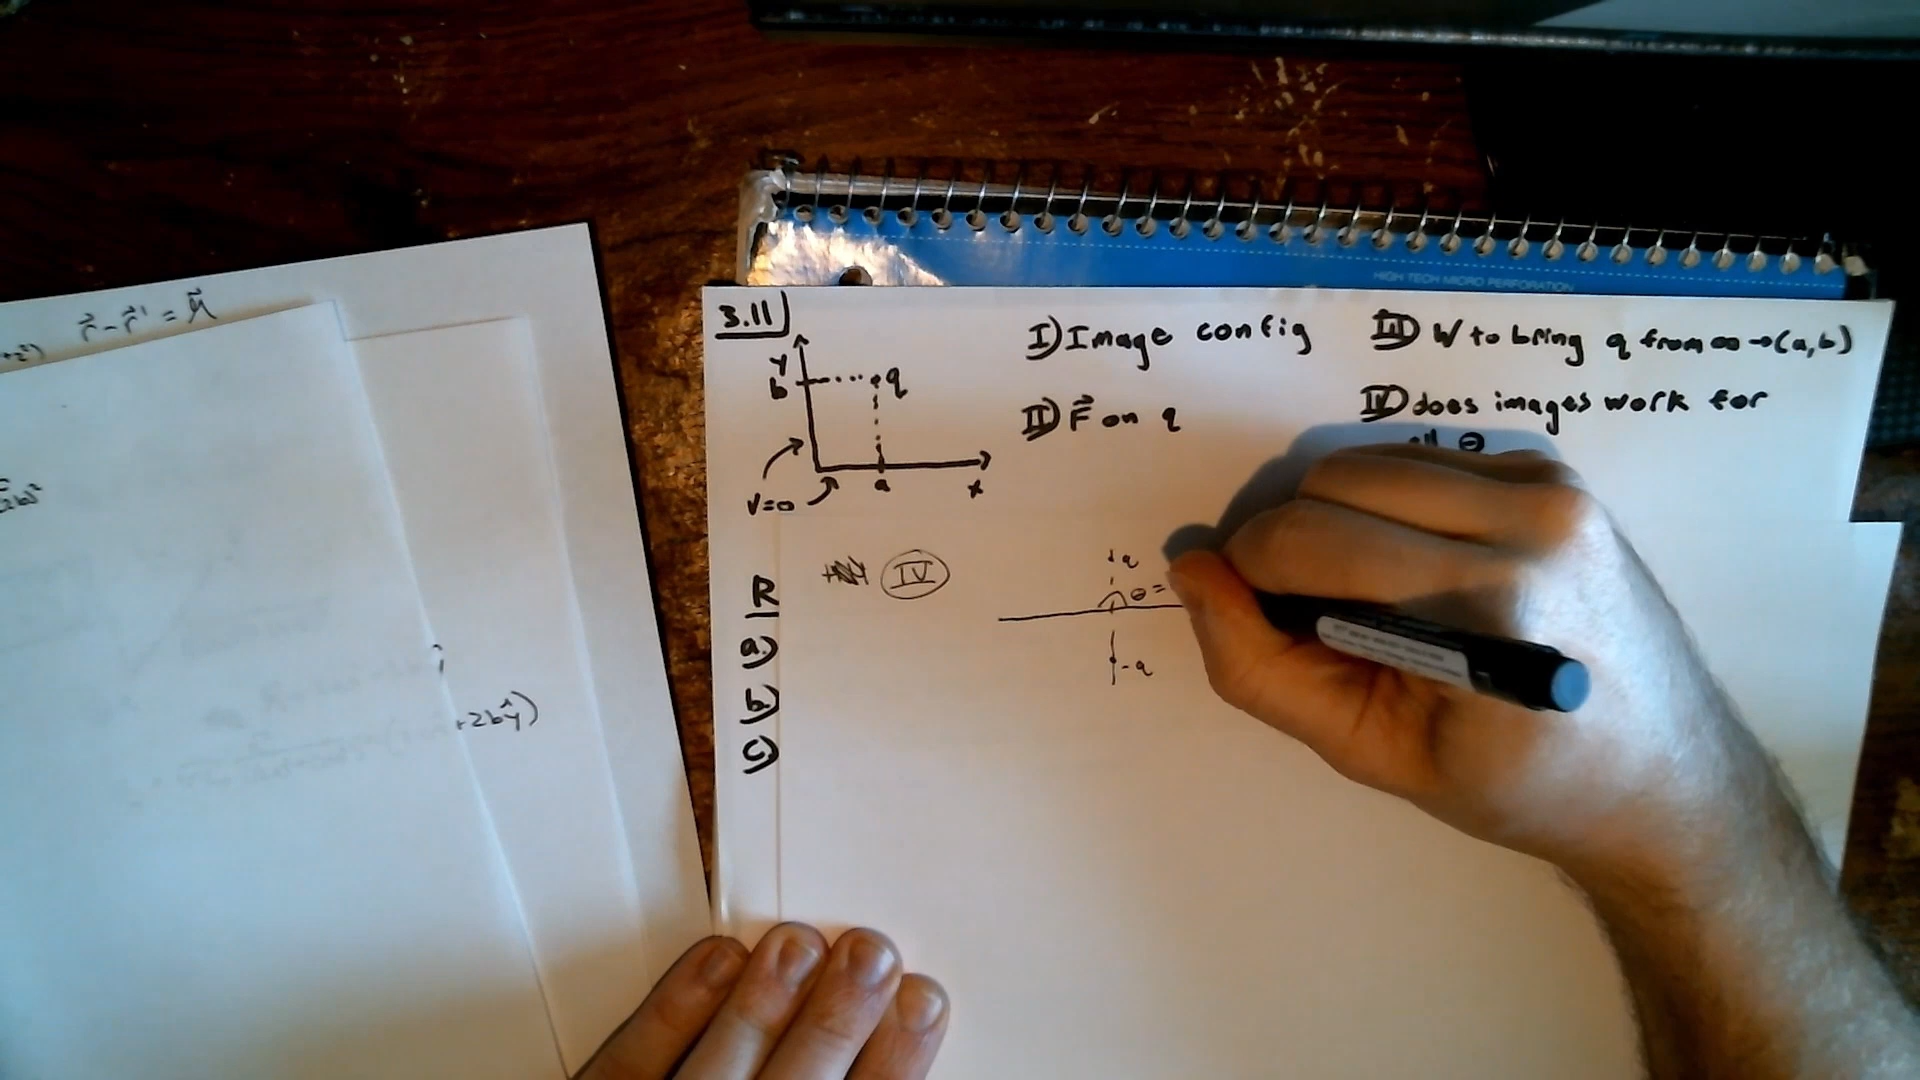 r⃗ - r⃗' = 𝓇⃗
+2bŷ)
HIGH TECH MICRO PERFORATION
3.11
I) Image config
II) F⃗ on q
III) W to bring q from ∞→(a,b)
IV) does images work for
all θ
y
b
q
V=0
a
x
IV
R
a)
b)
c)
q
θ =
-q